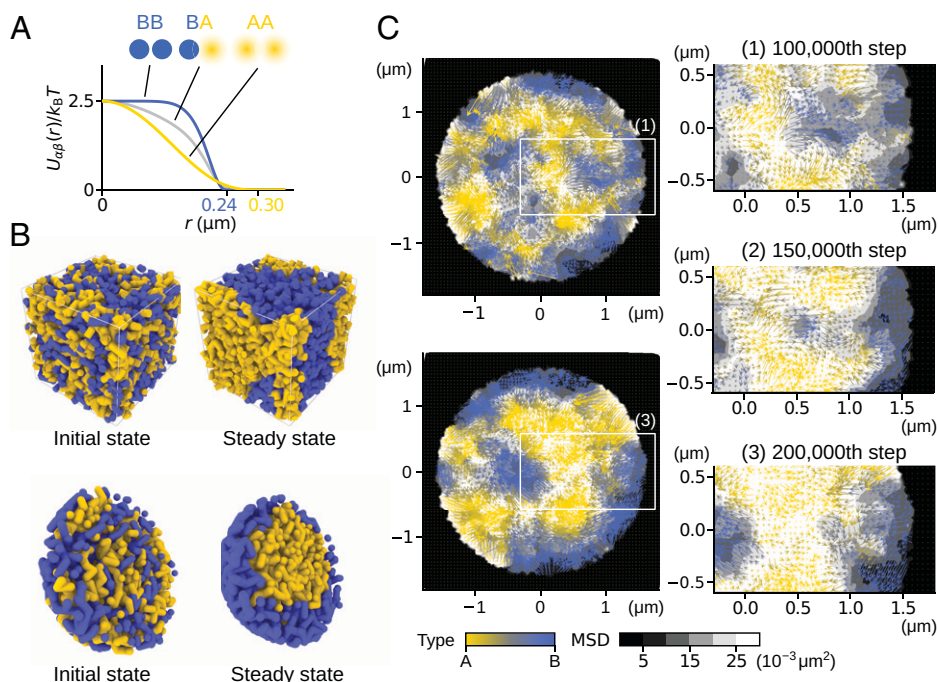 A
BB BA AA
U_αβ(r)/k_BT
2.5
0
0 0.24 0.30
r (μm)
B
Initial state Steady state
Initial state Steady state
C
(μm)
1
0
−1
(1)
−1 0 1 (μm)
1
0
−1
(3)
−1 0 1 (μm)
(μm) (1) 100,000th step
0.5
0.0
−0.5
0.0 0.5 1.0 1.5
(μm)
(μm) (2) 150,000th step
0.5
0.0
−0.5
0.0 0.5 1.0 1.5
(μm)
(μm) (3) 200,000th step
0.5
0.0
−0.5
0.0 0.5 1.0 1.5
(μm)
Type
A B
MSD
5 15 25 (10⁻³μm²)